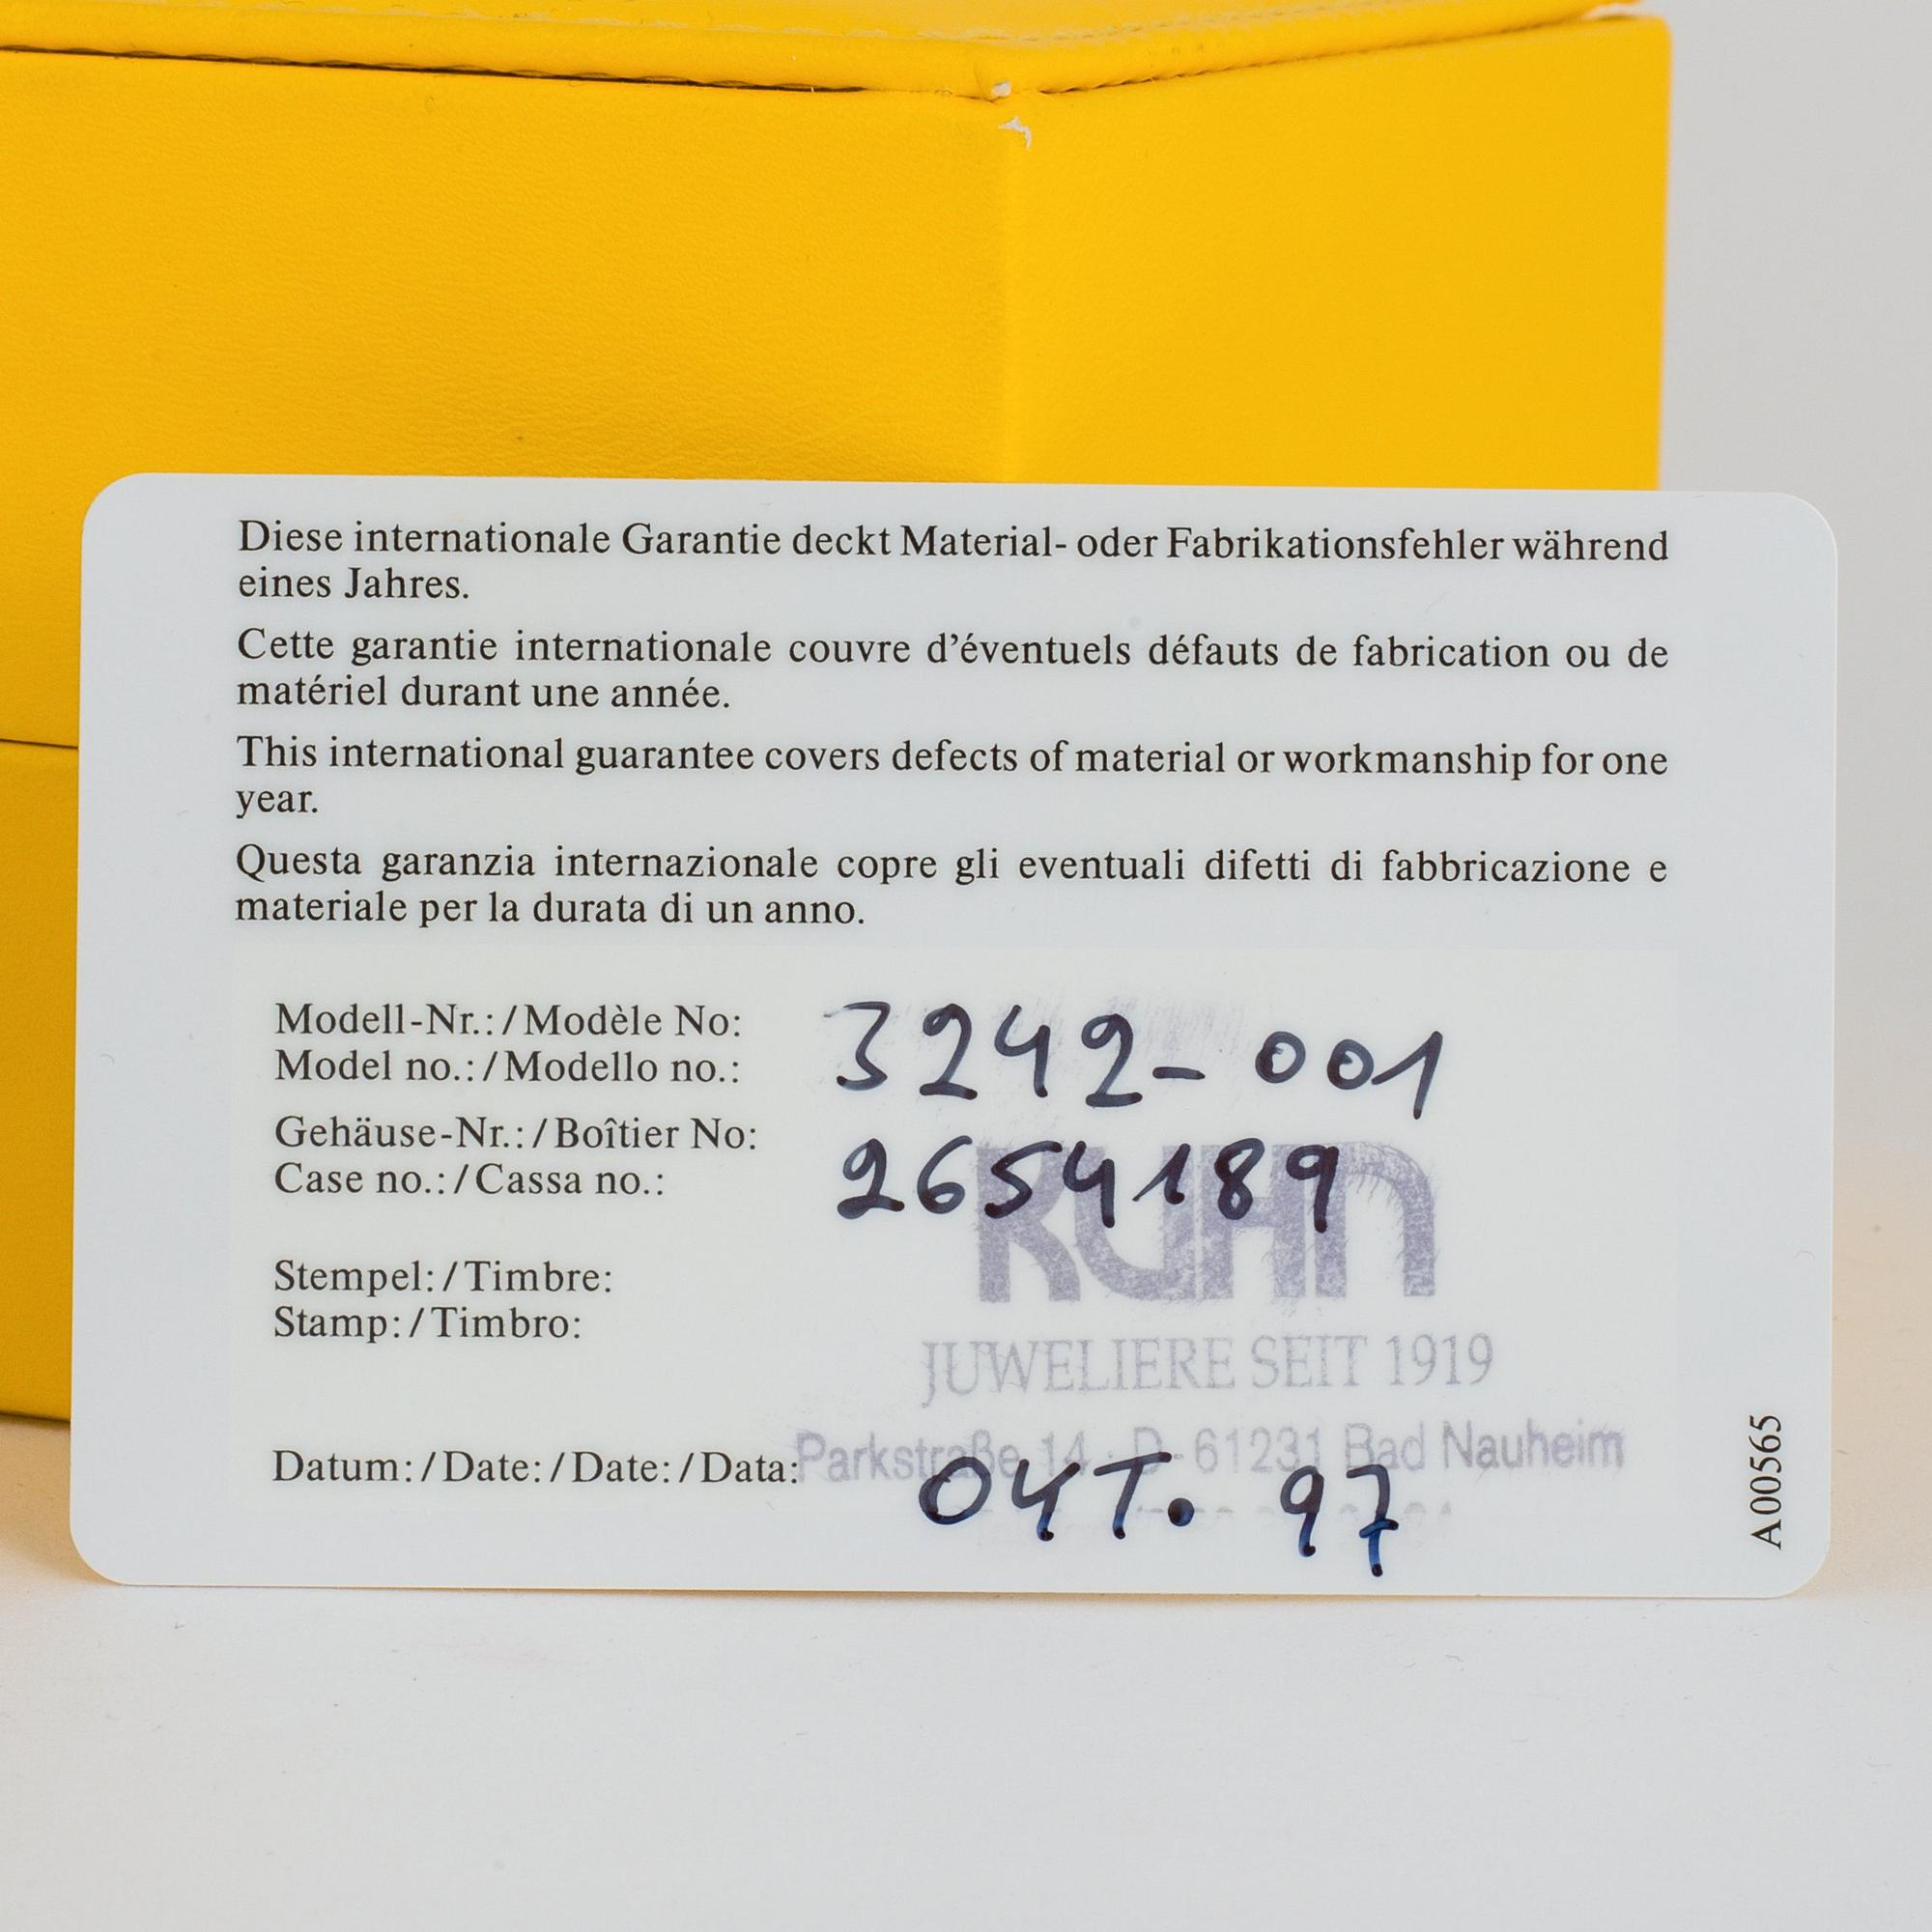 Diese internationale Garantie deckt Material- oder Fabrikationsfehler während
eines Jahres.
Cette garantie internationale couvre d'éventuels défauts de fabrication ou de
matériel durant une année.
This international guarantee covers defects of material or workmanship for one
year.
Questa garanzia internazionale copre gli eventuali difetti di fabbricazione e
materiale per la durata di un anno.
Modell-Nr.:/Modèle No:
Model no.:/Modello no.:
3242-001
Gehäuse-Nr.:/Boîtier No:
Case no.:/Cassa no.:
2654189
Stempel:/Timbre:
Stamp:/Timbro:
KUHN
JUWELIERE SEIT 1919
Parkstraße 14 · D-61231 Bad Nauheim
Datum:/Date:/Date:/Data:
97
A00565